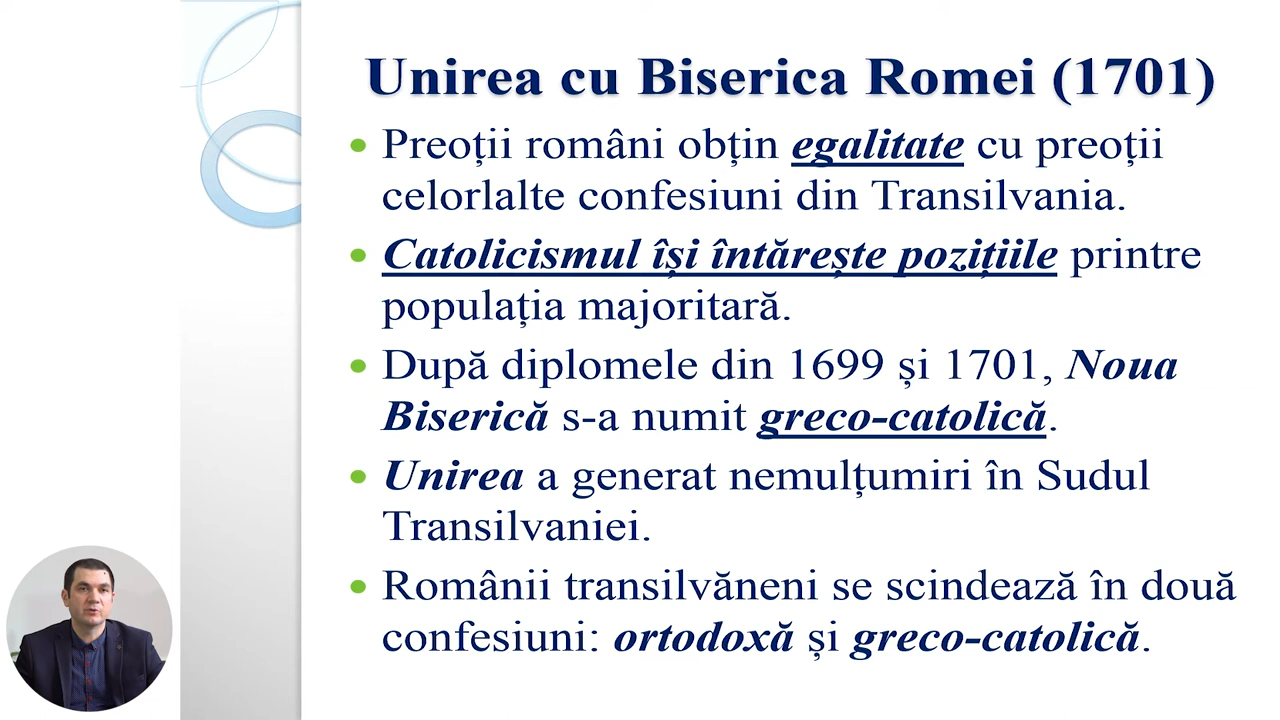 Unirea cu Biserica Romei (1701)
• Preoții români obțin egalitate cu preoții
celorlalte confesiuni din Transilvania.
• Catolicismul își întărește pozițiile printre
populația majoritară.
• După diplomele din 1699 și 1701, Noua
Biserică s-a numit greco-catolică.
• Unirea a generat nemulțumiri în Sudul
Transilvaniei.
• Românii transilvăneni se scindează în două
confesiuni: ortodoxă și greco-catolică.